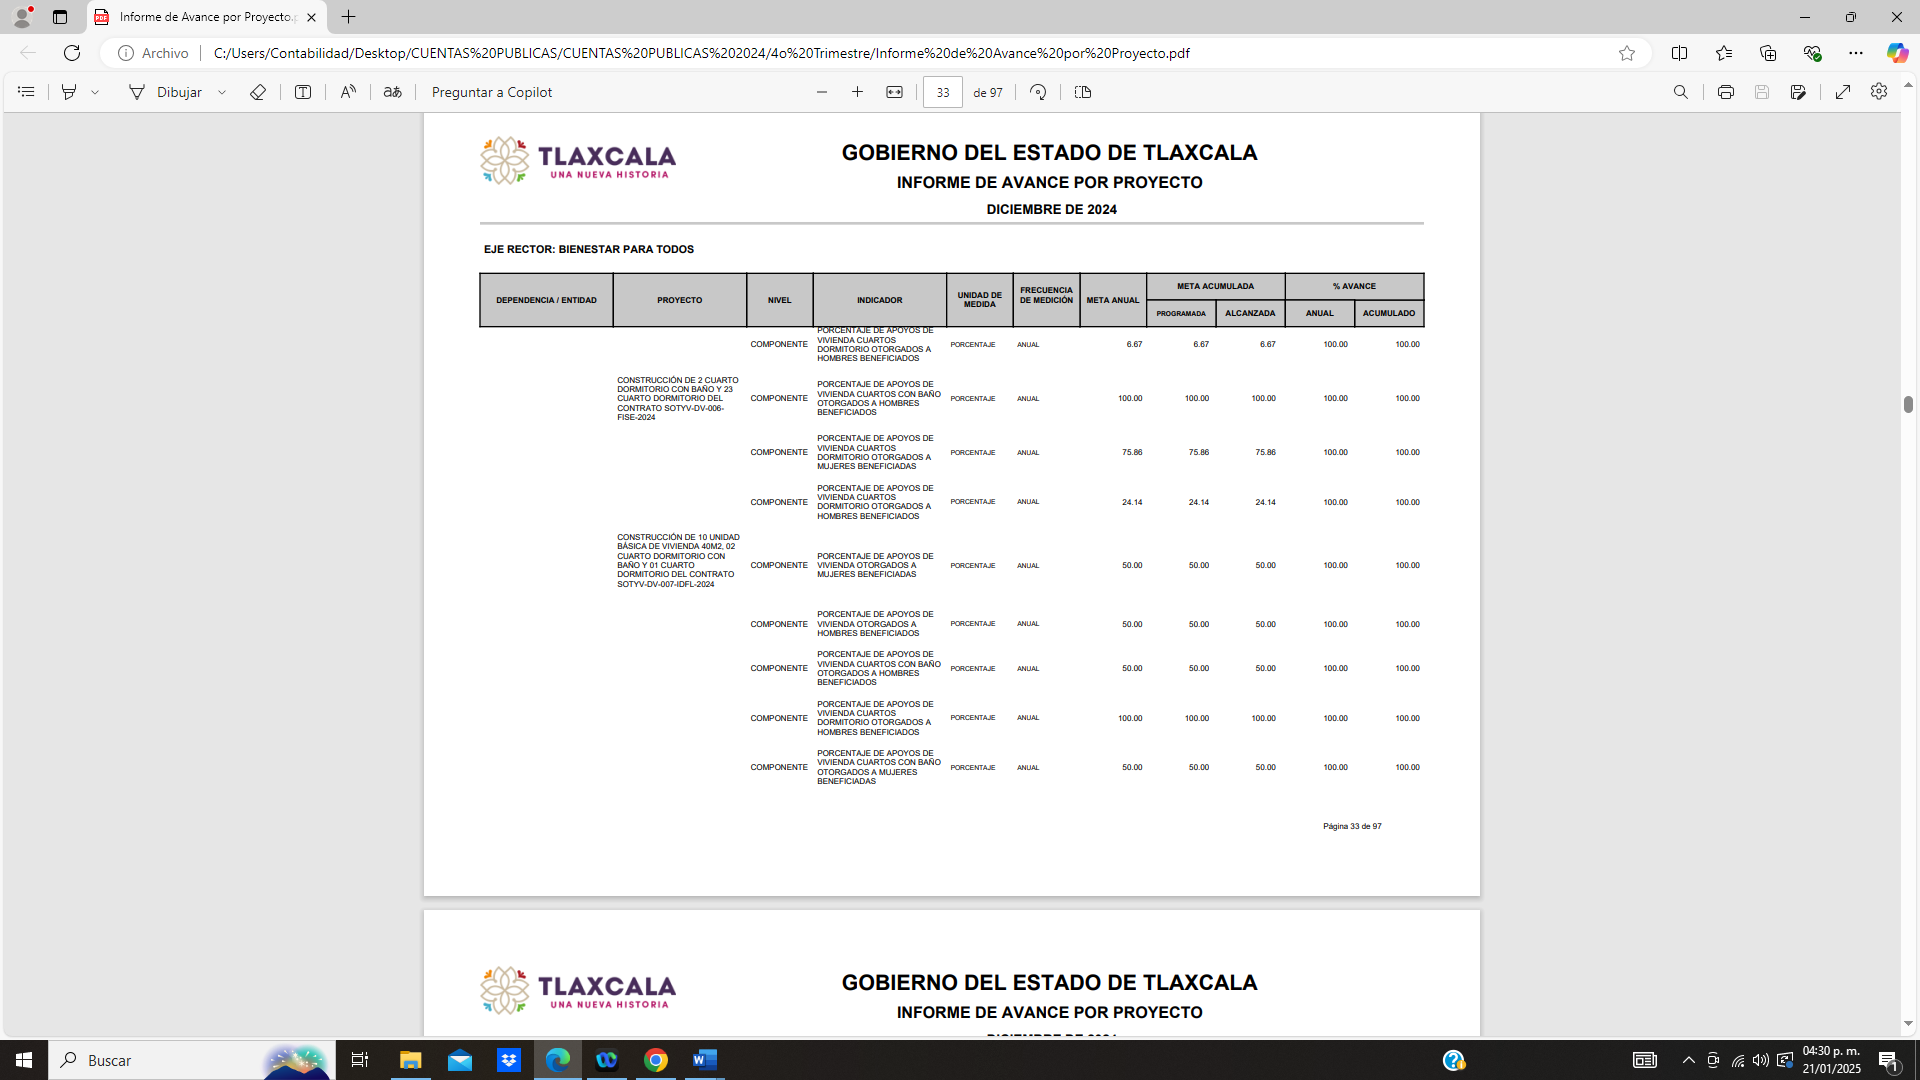 Informe de Avance por Proyecto.p
Archivo
C:/Users/Contabilidad/Desktop/CUENTAS%20PUBLICAS/CUENTAS%20PUBLICAS%202024/4o%20Trimestre/Informe%20de%20Avance%20por%20Proyecto.pdf
Dibujar
Preguntar a Copilot
33 de 97
TLAXCALA
UNA NUEVA HISTORIA
GOBIERNO DEL ESTADO DE TLAXCALA
INFORME DE AVANCE POR PROYECTO
DICIEMBRE DE 2024
EJE RECTOR: BIENESTAR PARA TODOS
DEPENDENCIA / ENTIDAD PROYECTO NIVEL INDICADOR UNIDAD DE MEDIDA FRECUENCIA DE MEDICIÓN META ANUAL META ACUMULADA % AVANCE
PROGRAMADA ALCANZADA ANUAL ACUMULADO
PORCENTAJE DE APOYOS DE
VIVIENDA CUARTOS
DORMITORIO OTORGADOS A
HOMBRES BENEFICIADOS
COMPONENTE PORCENTAJE ANUAL 6.67 6.67 6.67 100.00 100.00
CONSTRUCCIÓN DE 2 CUARTO
DORMITORIO CON BAÑO Y 23
CUARTO DORMITORIO DEL
CONTRATO SOTYV-DV-006-
FISE-2024
COMPONENTE
PORCENTAJE DE APOYOS DE
VIVIENDA CUARTOS CON BAÑO
OTORGADOS A HOMBRES
BENEFICIADOS
PORCENTAJE ANUAL 100.00 100.00 100.00 100.00 100.00
COMPONENTE
PORCENTAJE DE APOYOS DE
VIVIENDA CUARTOS
DORMITORIO OTORGADOS A
MUJERES BENEFICIADAS
PORCENTAJE ANUAL 75.86 75.86 75.86 100.00 100.00
COMPONENTE
PORCENTAJE DE APOYOS DE
VIVIENDA CUARTOS
DORMITORIO OTORGADOS A
HOMBRES BENEFICIADOS
PORCENTAJE ANUAL 24.14 24.14 24.14 100.00 100.00
CONSTRUCCIÓN DE 10 UNIDAD
BÁSICA DE VIVIENDA 40M2, 02
CUARTO DORMITORIO CON
BAÑO Y 01 CUARTO
DORMITORIO DEL CONTRATO
SOTYV-DV-007-IDFL-2024
COMPONENTE
PORCENTAJE DE APOYOS DE
VIVIENDA OTORGADOS A
MUJERES BENEFICIADAS
PORCENTAJE ANUAL 50.00 50.00 50.00 100.00 100.00
COMPONENTE
PORCENTAJE DE APOYOS DE
VIVIENDA OTORGADOS A
HOMBRES BENEFICIADOS
PORCENTAJE ANUAL 50.00 50.00 50.00 100.00 100.00
COMPONENTE
PORCENTAJE DE APOYOS DE
VIVIENDA CUARTOS CON BAÑO
OTORGADOS A HOMBRES
BENEFICIADOS
PORCENTAJE ANUAL 50.00 50.00 50.00 100.00 100.00
COMPONENTE
PORCENTAJE DE APOYOS DE
VIVIENDA CUARTOS
DORMITORIO OTORGADOS A
HOMBRES BENEFICIADOS
PORCENTAJE ANUAL 100.00 100.00 100.00 100.00 100.00
COMPONENTE
PORCENTAJE DE APOYOS DE
VIVIENDA CUARTOS CON BAÑO
OTORGADOS A MUJERES
BENEFICIADAS
PORCENTAJE ANUAL 50.00 50.00 50.00 100.00 100.00
Página 33 de 97
TLAXCALA
UNA NUEVA HISTORIA
GOBIERNO DEL ESTADO DE TLAXCALA
INFORME DE AVANCE POR PROYECTO
DICIEMBRE DE 2024
Buscar
04:30 p. m.
21/01/2025
1